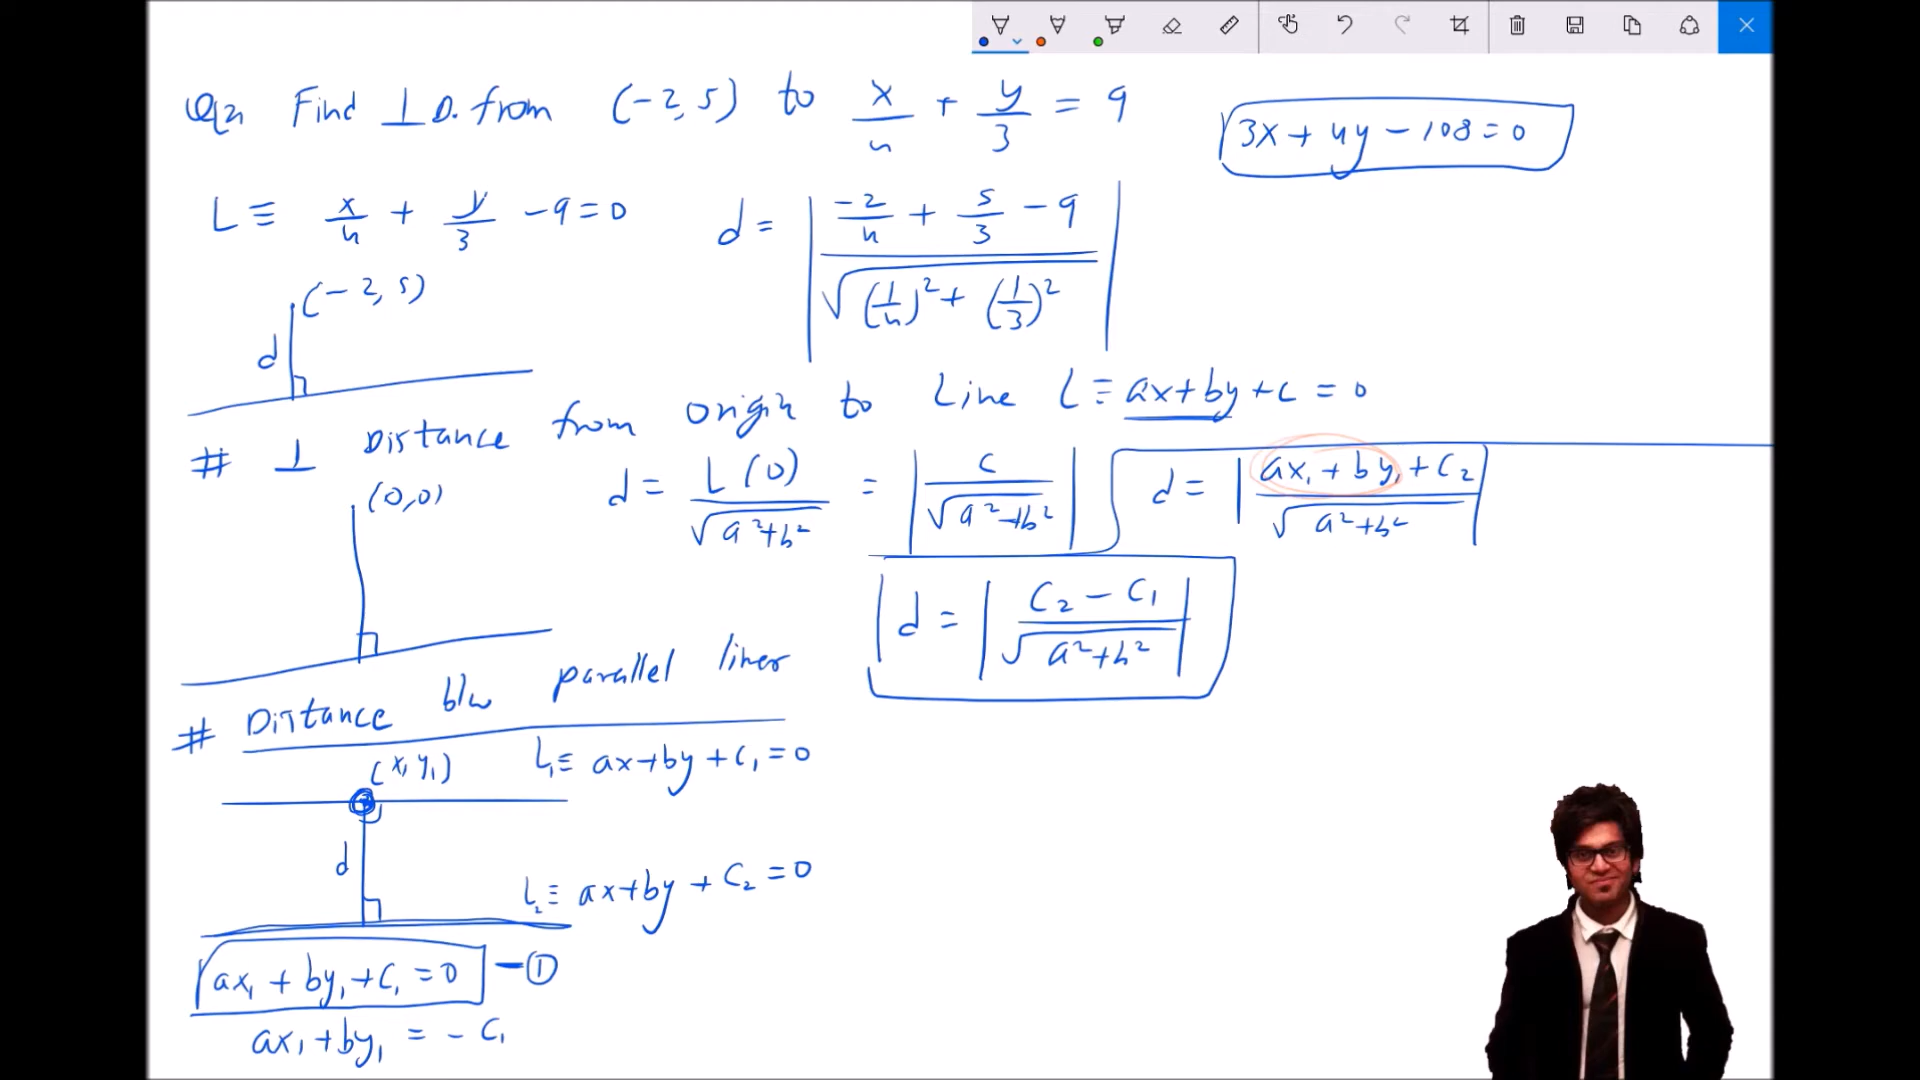 Qn Find ⊥ D. from (-2,5) to x/4 + y/3 = 9
3x + 4y - 108 = 0
L ≡ x/4 + y/3 - 9 = 0
d = | (-2/4 + 5/3 - 9) / √((1/4)² + (1/3)²) |
(-2, 5)
d
# ⊥ Distance from origin to Line L ≡ ax+by+c = 0
(0,0)
d = L(0) / √(a²+b²) = | c / √(a²+b²) |
d = | (ax₁ + by₁ + C₂) / √(a²+b²) |
d = | (C₂ - C₁) / √(a²+b²) |
# Distance b/w parallel lines
(x₁ y₁)
L₁ ≡ ax+by+C₁ = 0
d
L₂ ≡ ax+by + C₂ = 0
ax₁ + by₁ + C₁ = 0 - ①
ax₁ + by₁ = - C₁